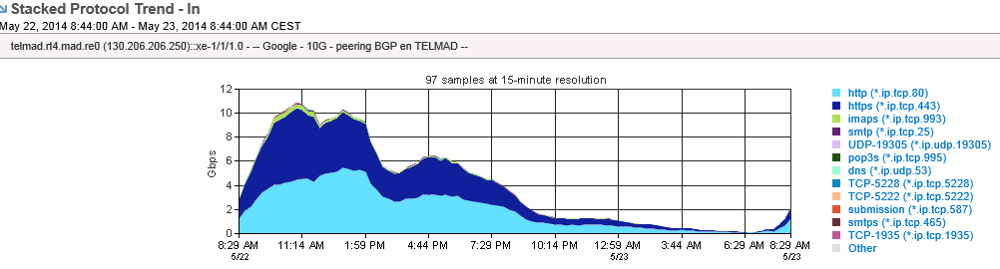 Stacked Protocol Trend - In
May 22, 2014 8:44:00 AM - May 23, 2014 8:44:00 AM CEST
telmad.rt4.mad.re0 (130.206.206.250)::xe-1/1/1.0 - -- Google - 10G - peering BGP en TELMAD --
97 samples at 15-minute resolution
Gbps
12
10
8
6
4
2
0
8:29 AM 11:14 AM 1:59 PM 4:44 PM 7:29 PM 10:14 PM 12:59 AM 3:44 AM 6:29 AM 8:29 AM
5/22 5/23 5/23
http (*.ip.tcp.80)
https (*.ip.tcp.443)
imaps (*.ip.tcp.993)
smtp (*.ip.tcp.25)
UDP-19305 (*.ip.udp.19305)
pop3s (*.ip.tcp.995)
dns (*.ip.udp.53)
TCP-5228 (*.ip.tcp.5228)
TCP-5222 (*.ip.tcp.5222)
submission (*.ip.tcp.587)
smtps (*.ip.tcp.465)
TCP-1935 (*.ip.tcp.1935)
Other